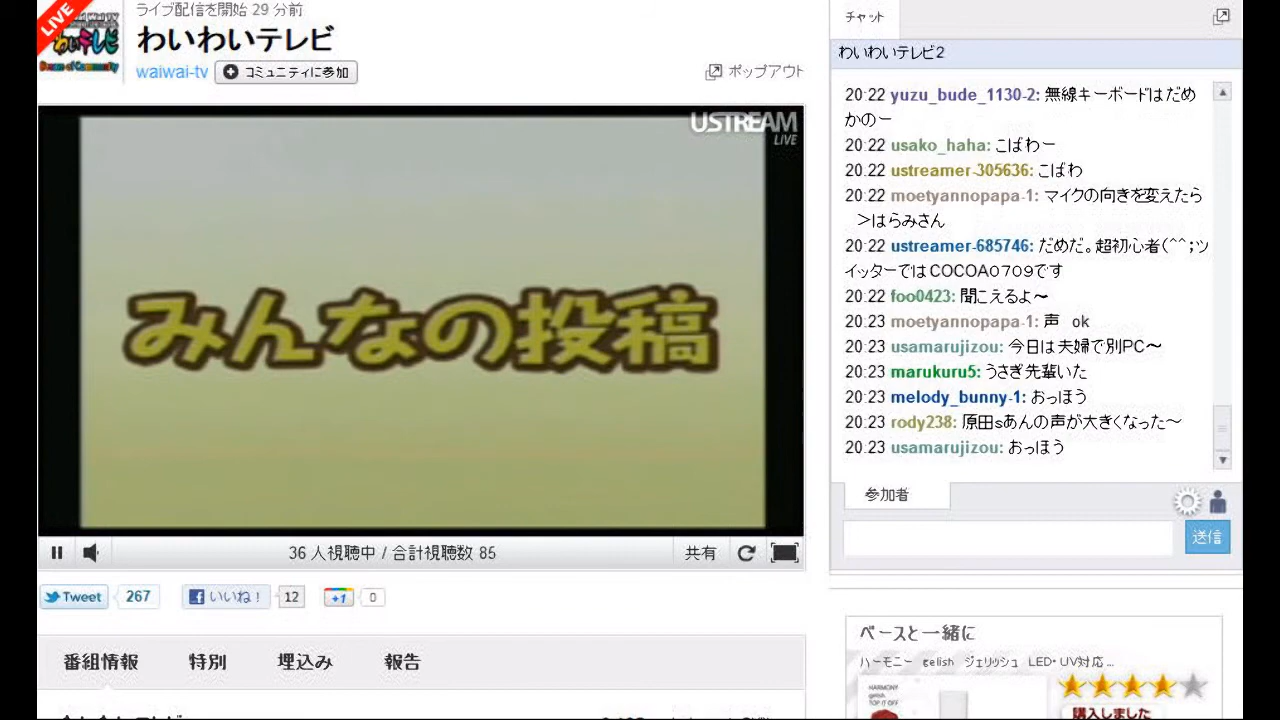 LIVE
ライブ配信を開始 29 分前
わいわいテレビ
waiwai-tv コミュニティに参加
ポップアウト
USTREAM
LIVE
みんなの投稿
36 人視聴中 / 合計視聴数 85
共有
Tweet 267 いいね! 12 +1 0
番組情報 特別 埋込み 報告
チャット
わいわいテレビ2
20:22 yuzu_bude_1130-2: 無線キーボードはだめ
かのー
20:22 usako_haha: こばわー
20:22 ustreamer-305636: こばわ
20:22 moetyannopapa-1: マイクの向きを変えたら
>はらみさん
20:22 ustreamer-685746: だめだ。超初心者(^^;ツ
イッターではCOCOA0709です
20:22 foo0423: 聞こえるよ〜
20:23 moetyannopapa-1: 声 ok
20:23 usamarujizou: 今日は夫婦で別PC〜
20:23 marukuru5: うさぎ先輩いた
20:23 melody_bunny-1: おっほう
20:23 rody238: 原田sあんの声が大きくなった〜
20:23 usamarujizou: おっほう
参加者
送信
ベースと一緒に
ハーモニー gelish ジェリッシュ LED・UV対応...
HARMONY
gelish
TOP IT OFF
購入しました